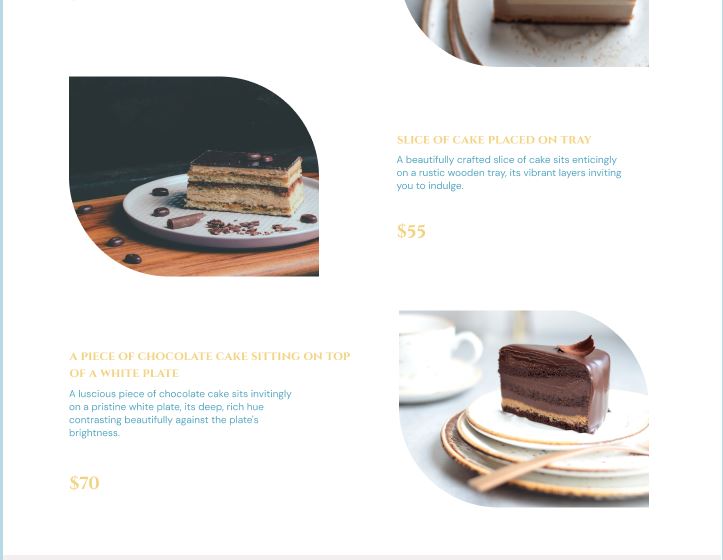 SLICE OF CAKE PLACED ON TRAY
A beautifully crafted slice of cake sits enticingly
on a rustic wooden tray, its vibrant layers inviting
you to indulge.
$55
A PIECE OF CHOCOLATE CAKE SITTING ON TOP
OF A WHITE PLATE
A luscious piece of chocolate cake sits invitingly
on a pristine white plate, its deep, rich hue
contrasting beautifully against the plate's
brightness.
$70